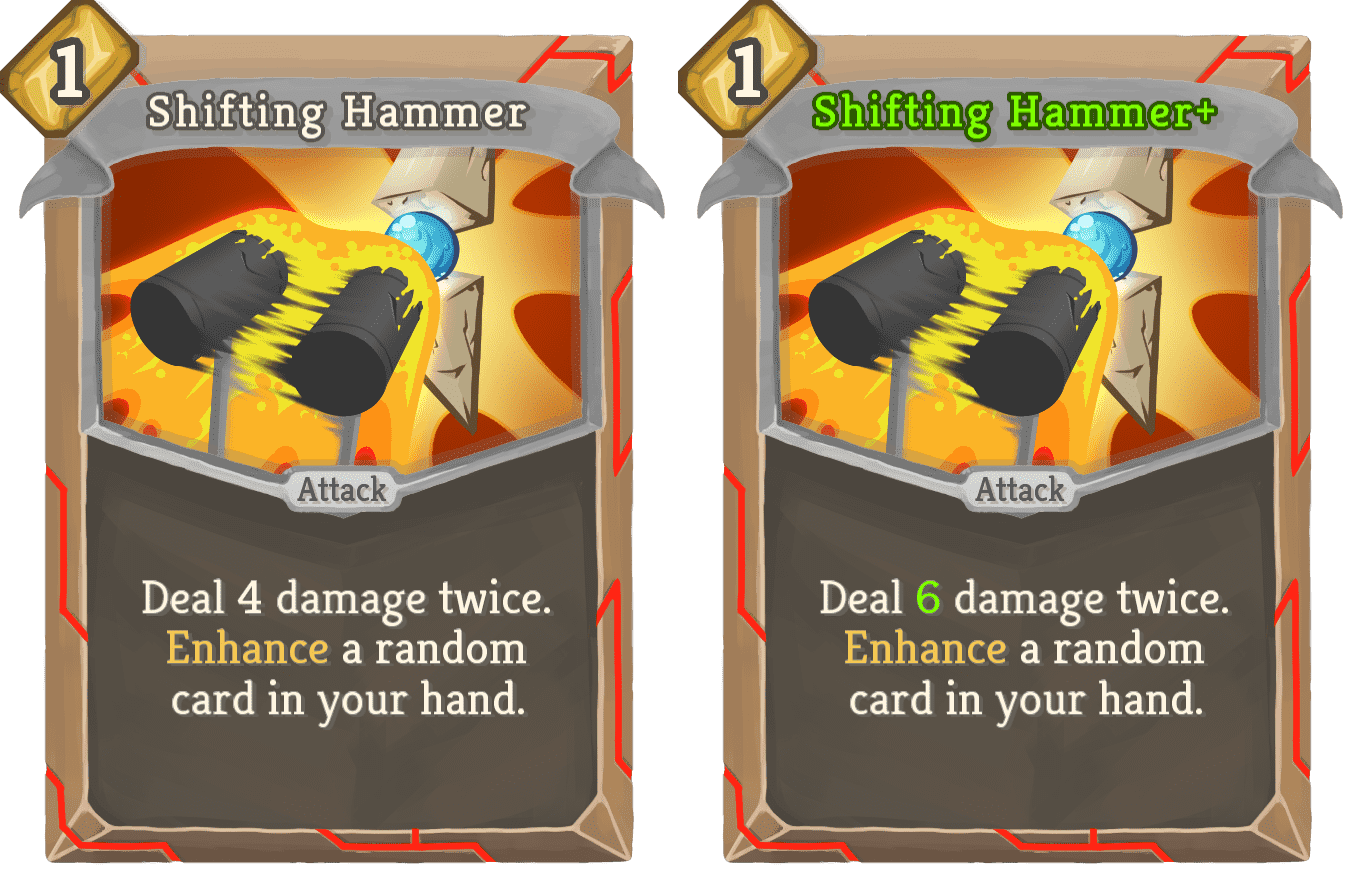 1
Shifting Hammer
Attack
Deal 4 damage twice.
Enhance a random
card in your hand.
1
Shifting Hammer+
Attack
Deal 6 damage twice.
Enhance a random
card in your hand.